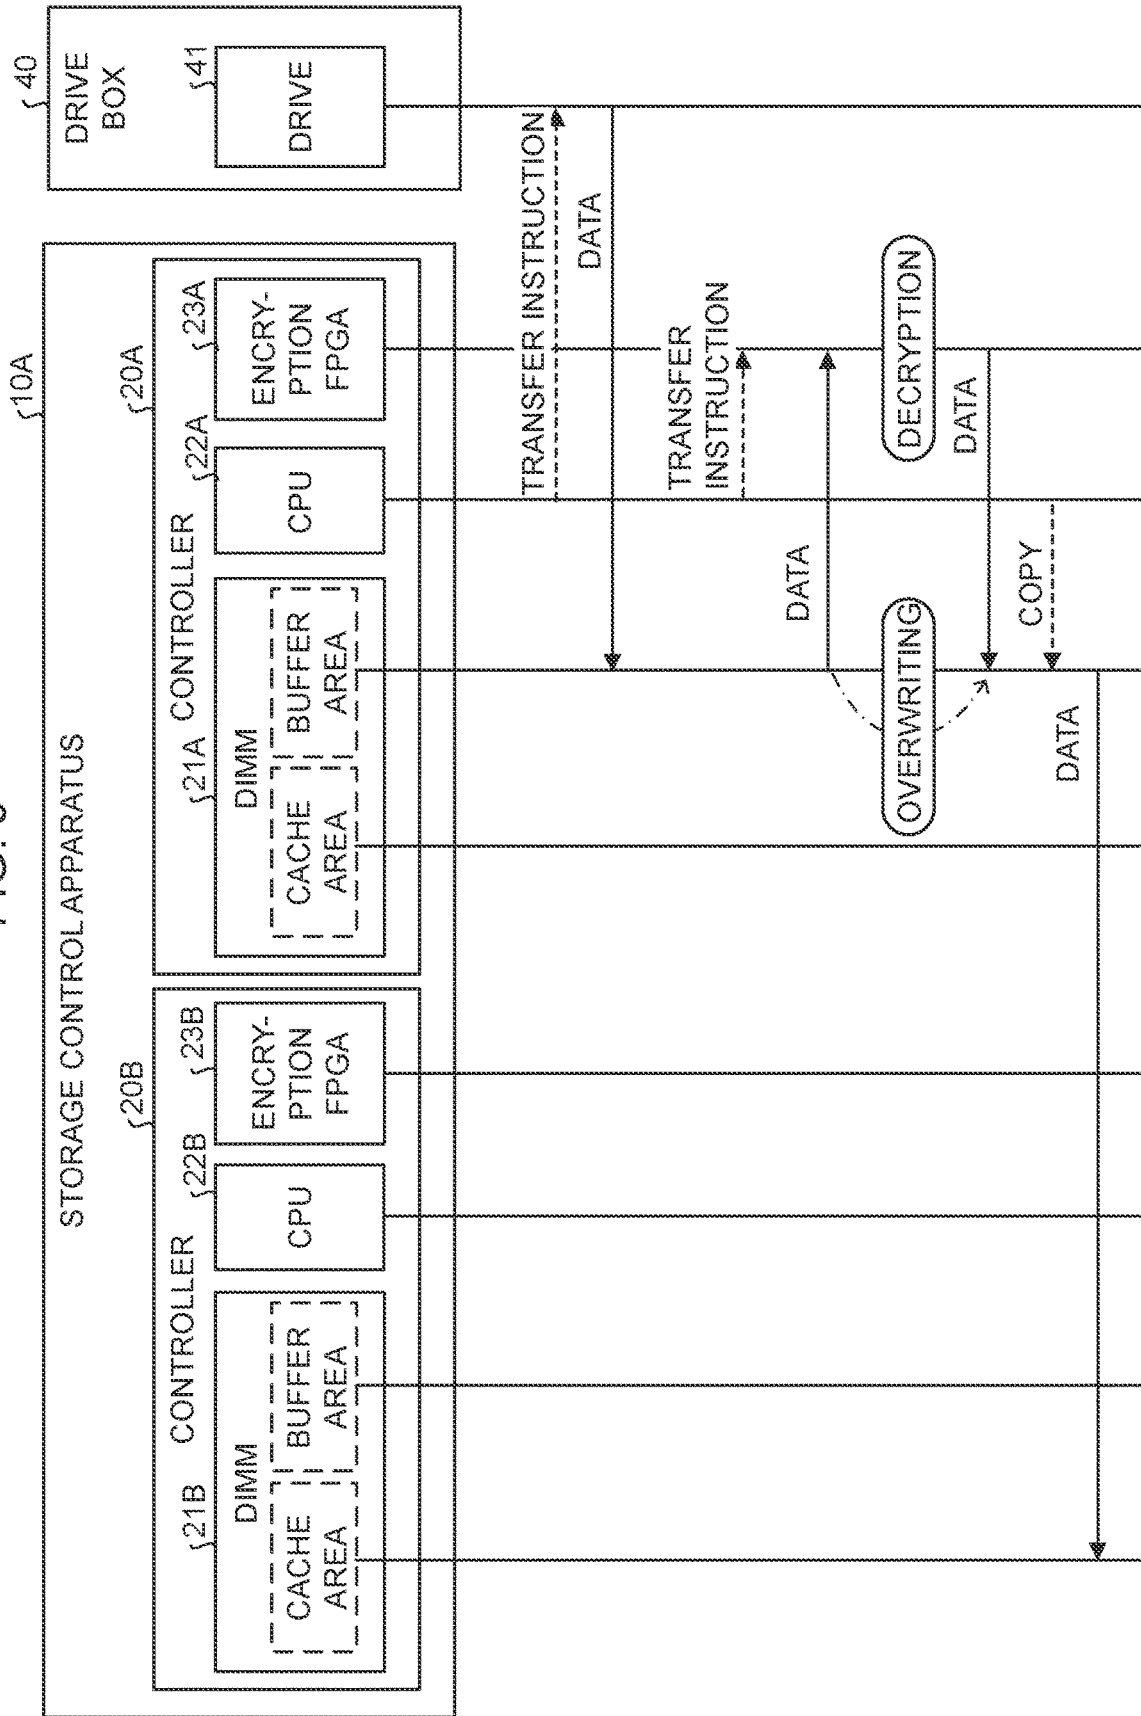 10A
STORAGE CONTROL APPARATUS
20B
CONTROLLER
21B
DIMM
CACHE
AREA
BUFFER
AREA
22B
CPU
23B
ENCRY-
PTION
FPGA
20A
CONTROLLER
21A
DIMM
CACHE
AREA
BUFFER
AREA
22A
CPU
23A
ENCRY-
PTION
FPGA
40
DRIVE
BOX
41
DRIVE
TRANSFER INSTRUCTION
DATA
TRANSFER
INSTRUCTION
DATA
OVERWRITING
DECRYPTION
DATA
COPY
DATA